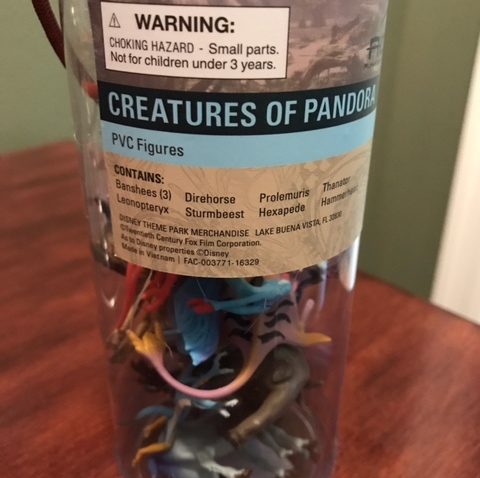 ⚠ WARNING:
CHOKING HAZARD - Small parts.
Not for children under 3 years.
CREATURES OF PANDORA
PVC Figures
CONTAINS:
Banshees (3) Direhorse Prolemuris Thanator
Leonopteryx Sturmbeest Hexapede
DISNEY THEME PARK MERCHANDISE LAKE BUENA VISTA, FL 32830
©Twentieth Century Fox Film Corporation.
As to Disney properties ©Disney
Made in Vietnam | FAC-003771-16329